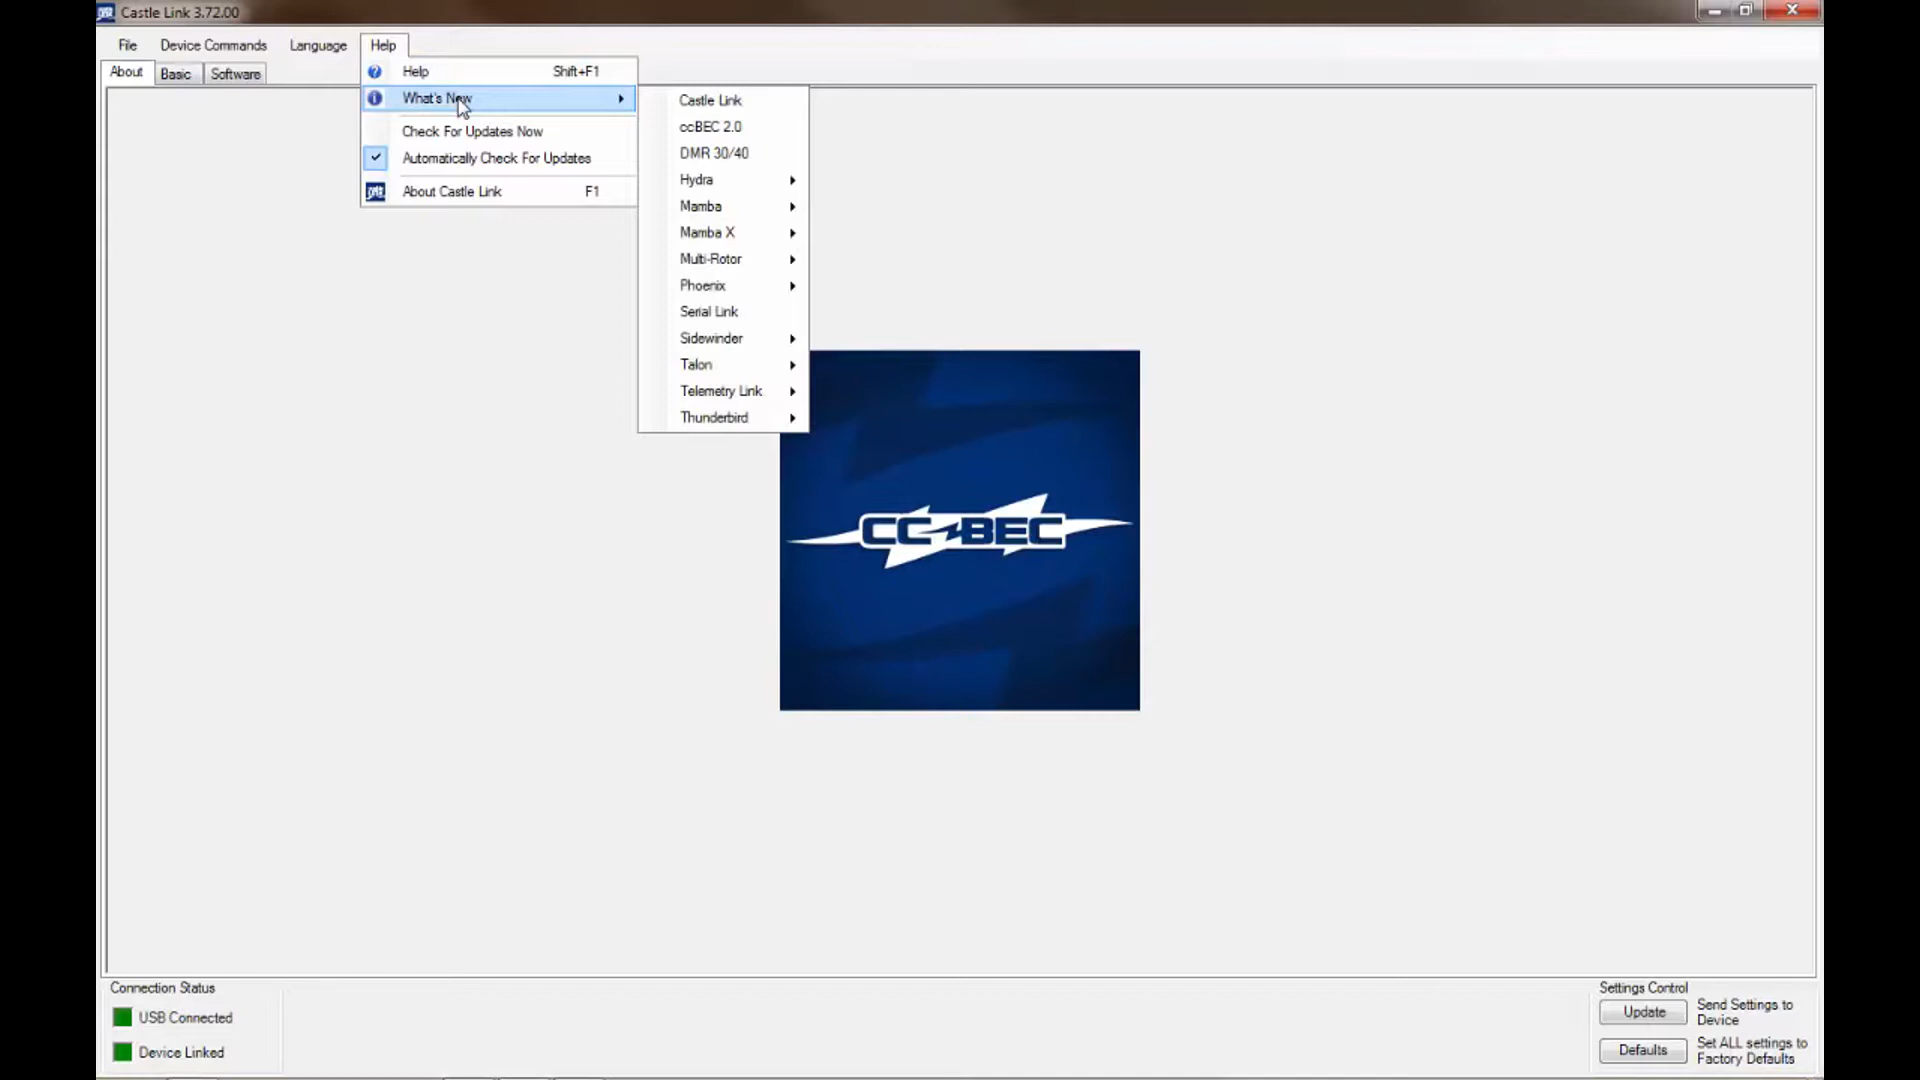 Castle Link 3.72.00
File Device Commands Language Help
About Basic Software
Help Shift+F1
What's New
Check For Updates Now
Automatically Check For Updates
About Castle Link F1
Castle Link
ccBEC 2.0
DMR 30/40
Hydra
Mamba
Mamba X
Multi-Rotor
Phoenix
Serial Link
Sidewinder
Talon
Telemetry Link
Thunderbird
CC BEC
Connection Status
USB Connected
Device Linked
Settings Control
Update Send Settings to
Device
Defaults Set ALL settings to
Factory Defaults